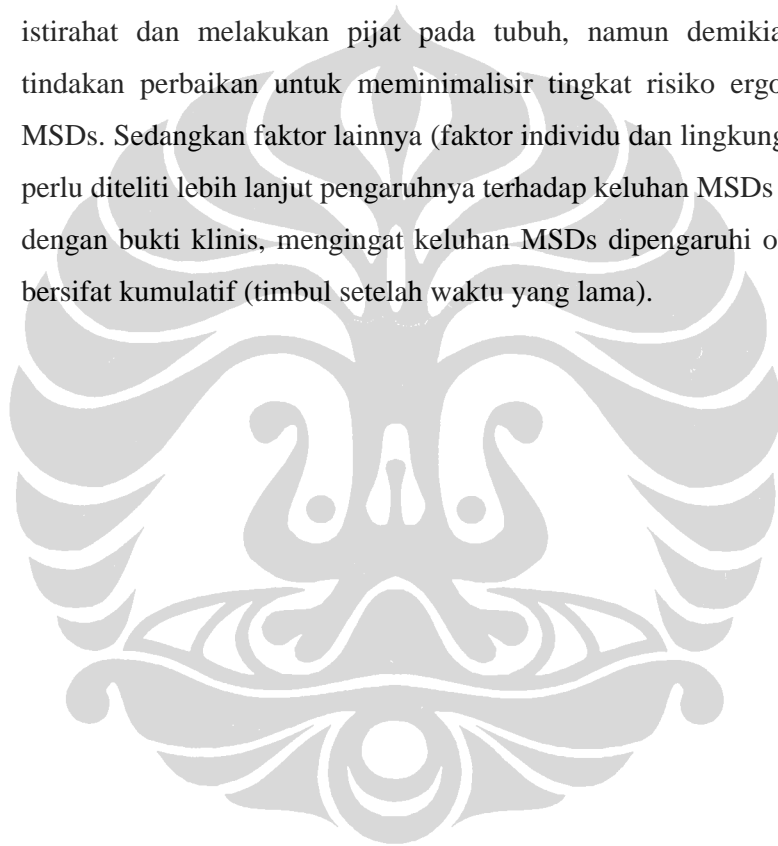 istirahat dan melakukan pijat pada tubuh, namun demikia
tindakan perbaikan untuk meminimalisir tingkat risiko ergo
MSDs. Sedangkan faktor lainnya (faktor individu dan lingkung
perlu diteliti lebih lanjut pengaruhnya terhadap keluhan MSDs
dengan bukti klinis, mengingat keluhan MSDs dipengaruhi o
bersifat kumulatif (timbul setelah waktu yang lama).